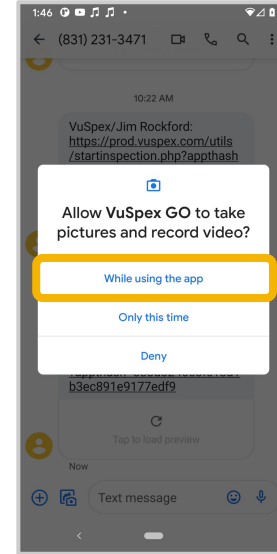 1:46
(831) 231-3471
10:22 AM
VuSpex/Jim Rockford:
https://prod.vuspex.com/utils
/startinspection.php?appthash
Allow VuSpex GO to take
pictures and record video?
While using the app
Only this time
Deny
b3ec891e9177edf9
Tap to load preview
Now
Text message